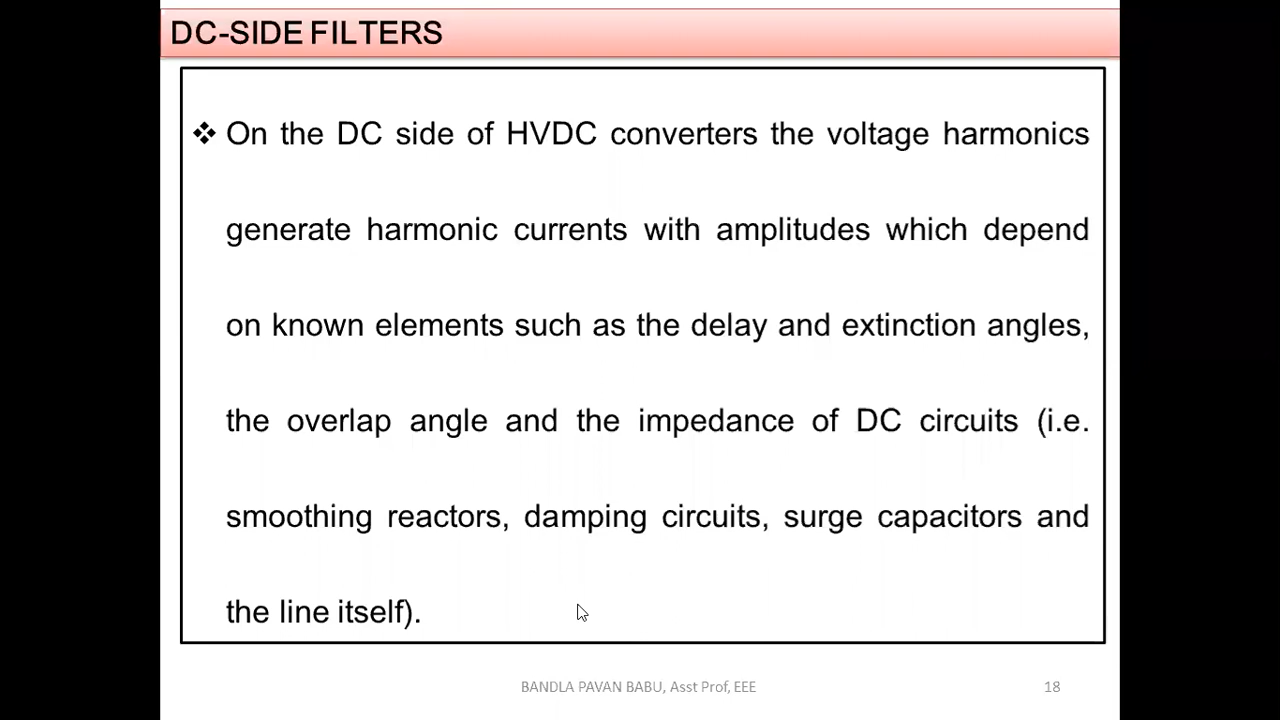 DC-SIDE FILTERS
❖ On the DC side of HVDC converters the voltage harmonics
generate harmonic currents with amplitudes which depend
on known elements such as the delay and extinction angles,
the overlap angle and the impedance of DC circuits (i.e.
smoothing reactors, damping circuits, surge capacitors and
the line itself).
BANDLA PAVAN BABU, Asst Prof, EEE
18